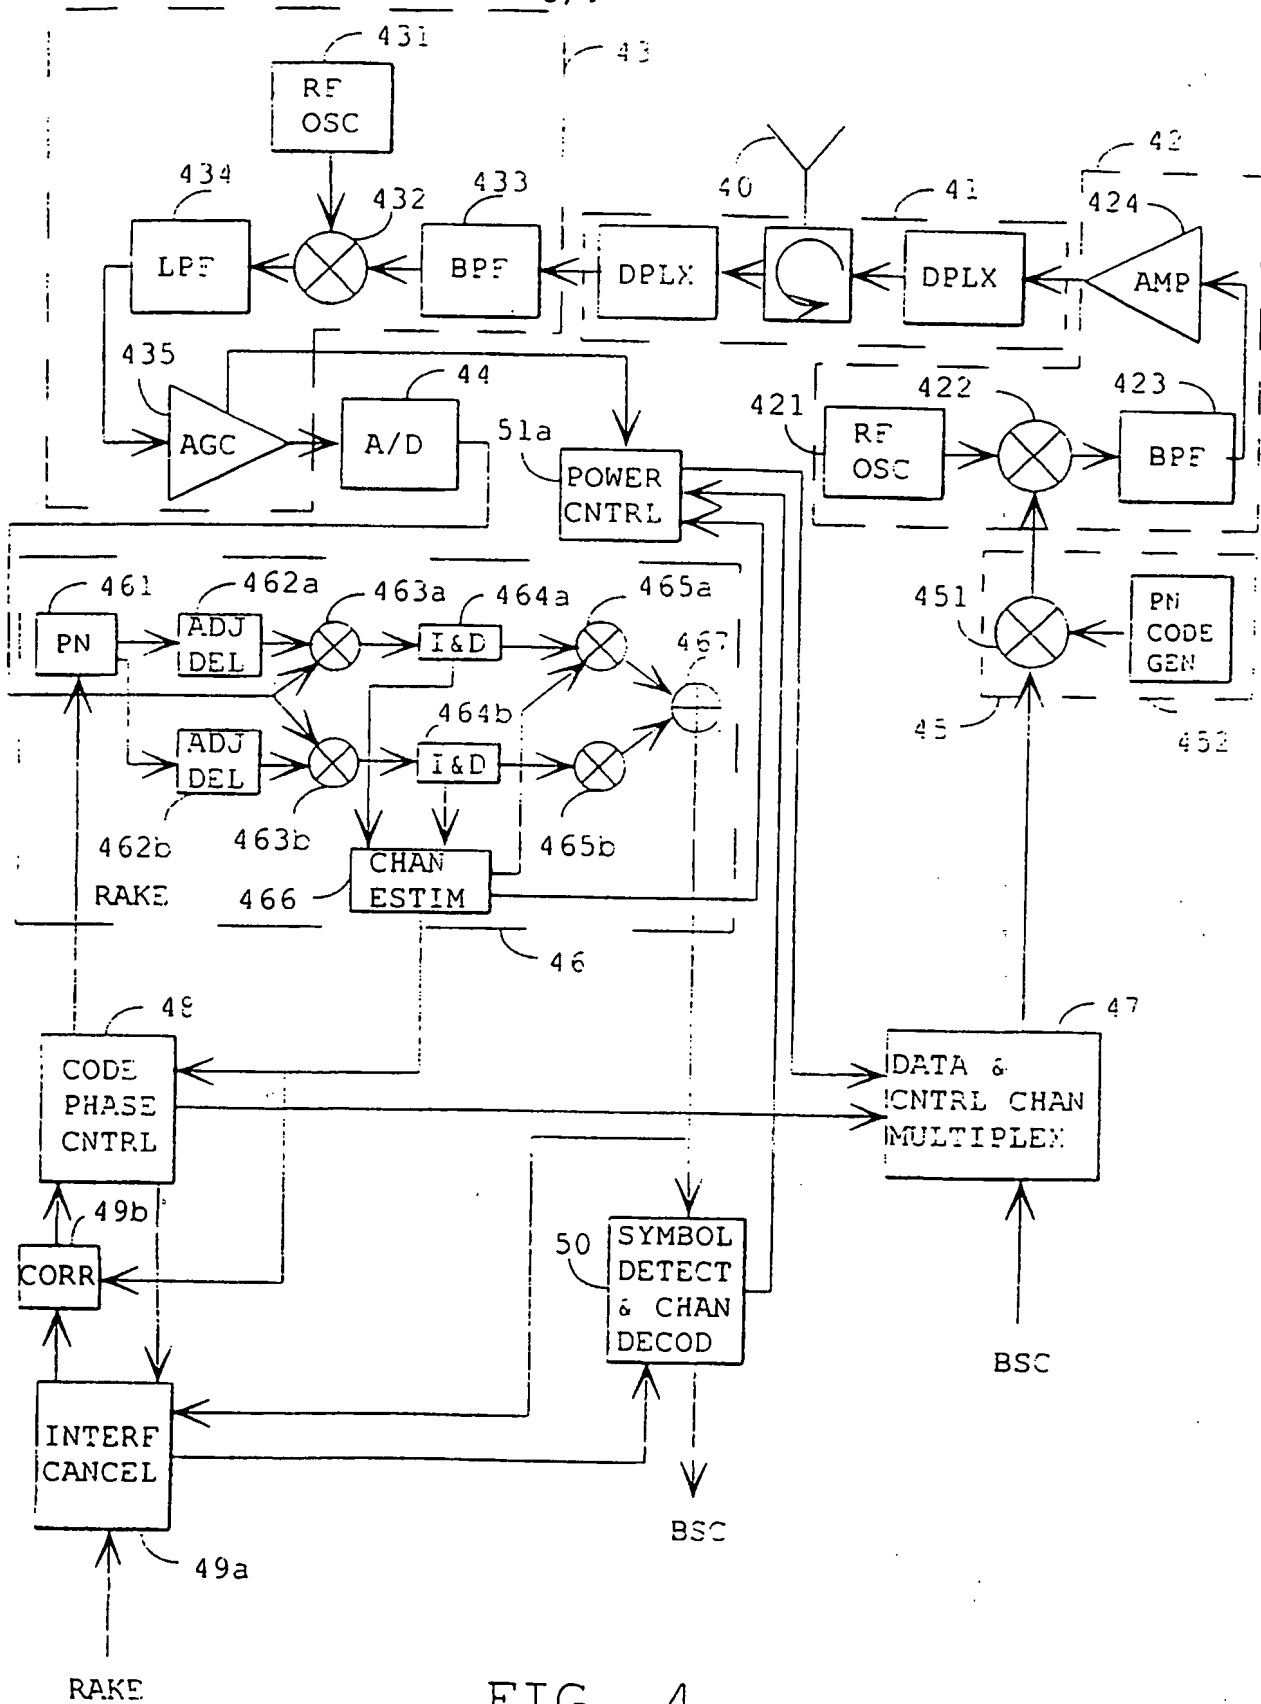 431
43
RF
OSC
40
42
434
432
433
41
424
LPF
BPF
DPLX
DPLX
AMP
435
44
422
423
421
51a
AGC
A/D
RF
OSC
BPF
POWER
CNTRL
461
462a
463a
464a
465a
451
PN
CODE
GEN
PN
ADJ
DEL
I&D
467
464b
45
452
ADJ
DEL
I&D
462b
463b
465b
CHAN
ESTIM
RAKE
466
46
48
47
CODE
PHASE
CNTRL
DATA &
CNTRL CHAN
MULTIPLEX
49b
50
SYMBOL
DETECT
& CHAN
DECOD
CORR
BSC
INTERF
CANCEL
BSC
49a
RAKE
FIG. 4